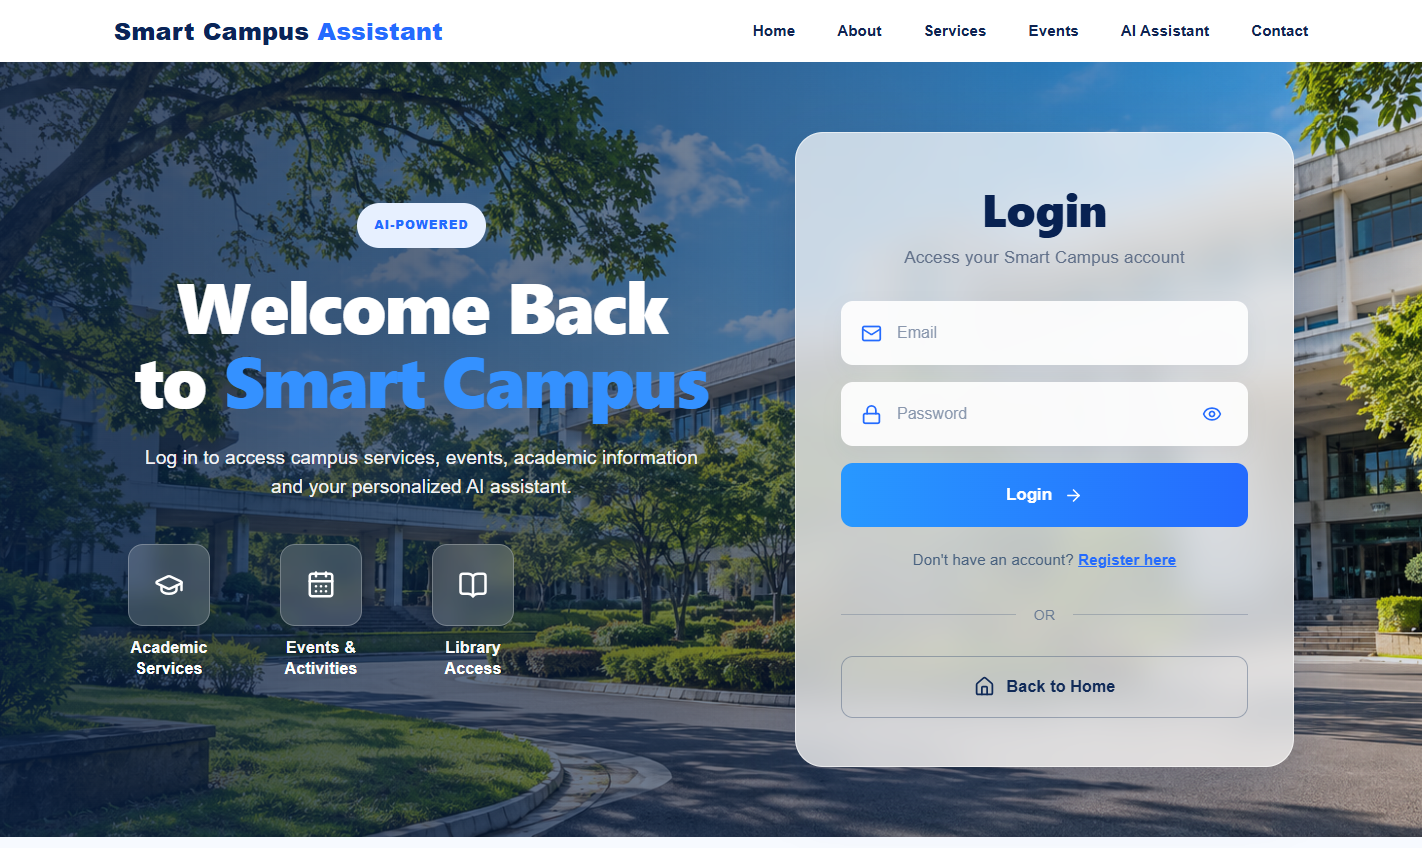 Smart Campus Assistant
Home About Services Events AI Assistant Contact
AI-POWERED
Welcome Back
to Smart Campus
Log in to access campus services, events, academic information
and your personalized AI assistant.
Academic
Services
Events &
Activities
Library
Access
Login
Access your Smart Campus account
Email
Password
Login
Don't have an account? Register here
OR
Back to Home